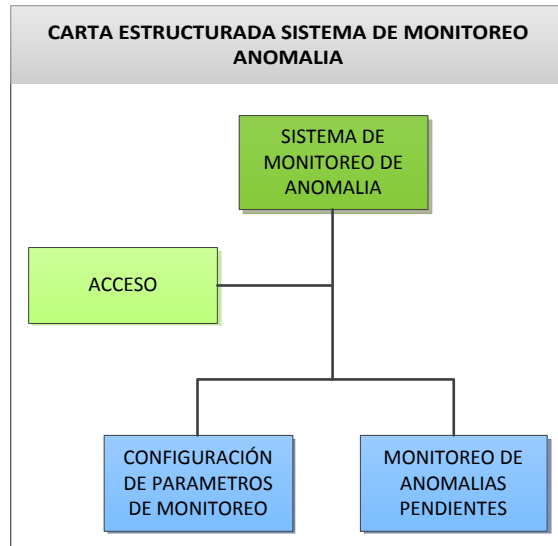 CARTA ESTRUCTURADA SISTEMA DE MONITOREO
ANOMALIA
SISTEMA DE
MONITOREO DE
ANOMALIA
ACCESO
CONFIGURACIÓN
DE PARAMETROS
DE MONITOREO
MONITOREO DE
ANOMALIAS
PENDIENTES